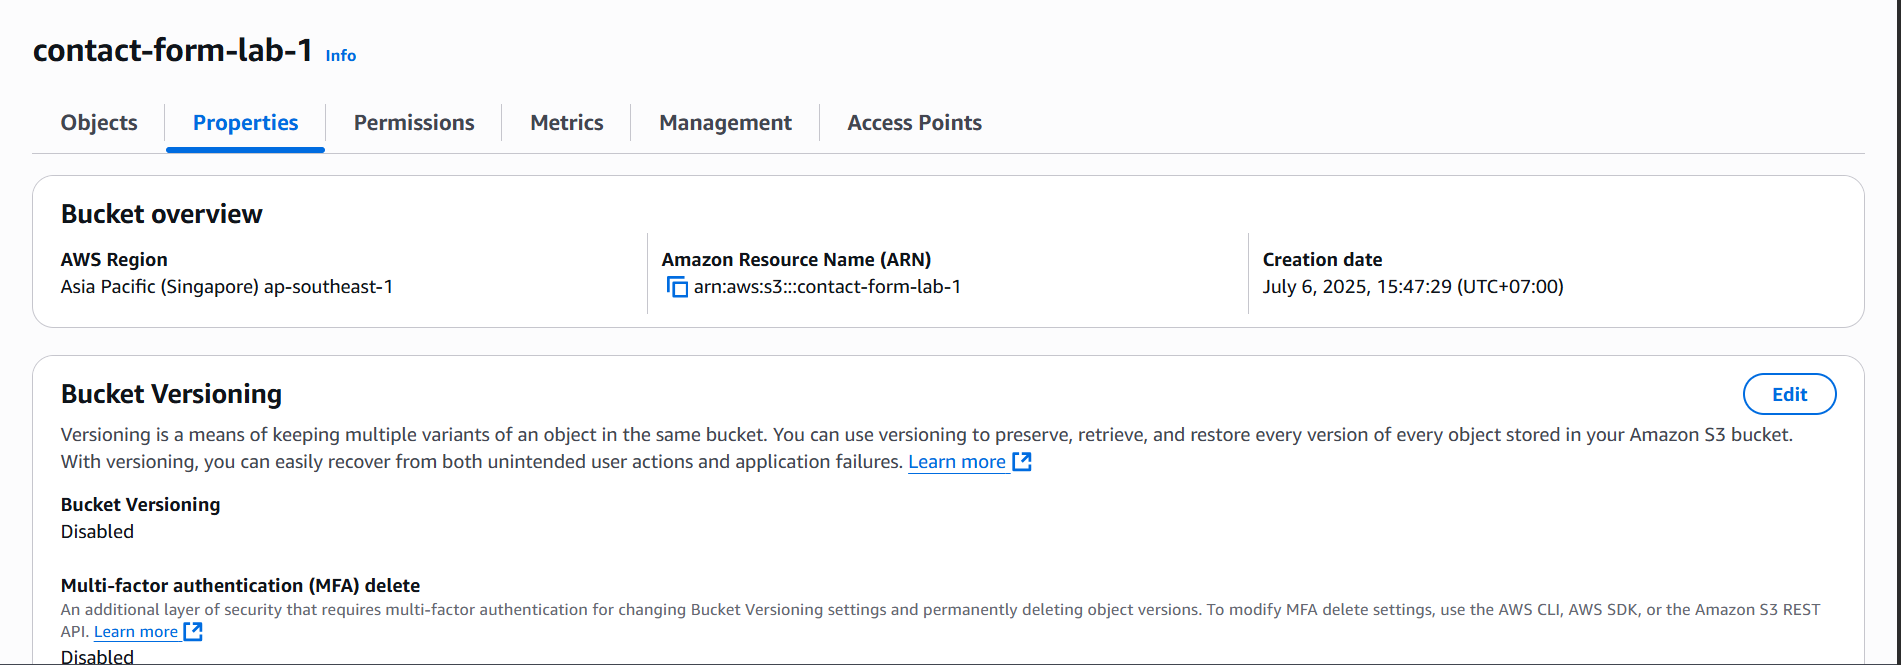 contact-form-lab-1 Info
Objects Properties Permissions Metrics Management Access Points
Bucket overview
AWS Region
Asia Pacific (Singapore) ap-southeast-1
Amazon Resource Name (ARN)
arn:aws:s3:::contact-form-lab-1
Creation date
July 6, 2025, 15:47:29 (UTC+07:00)
Bucket Versioning
Edit
Versioning is a means of keeping multiple variants of an object in the same bucket. You can use versioning to preserve, retrieve, and restore every version of every object stored in your Amazon S3 bucket.
With versioning, you can easily recover from both unintended user actions and application failures. Learn more
Bucket Versioning
Disabled
Multi-factor authentication (MFA) delete
An additional layer of security that requires multi-factor authentication for changing Bucket Versioning settings and permanently deleting object versions. To modify MFA delete settings, use the AWS CLI, AWS SDK, or the Amazon S3 REST
API. Learn more
Disabled